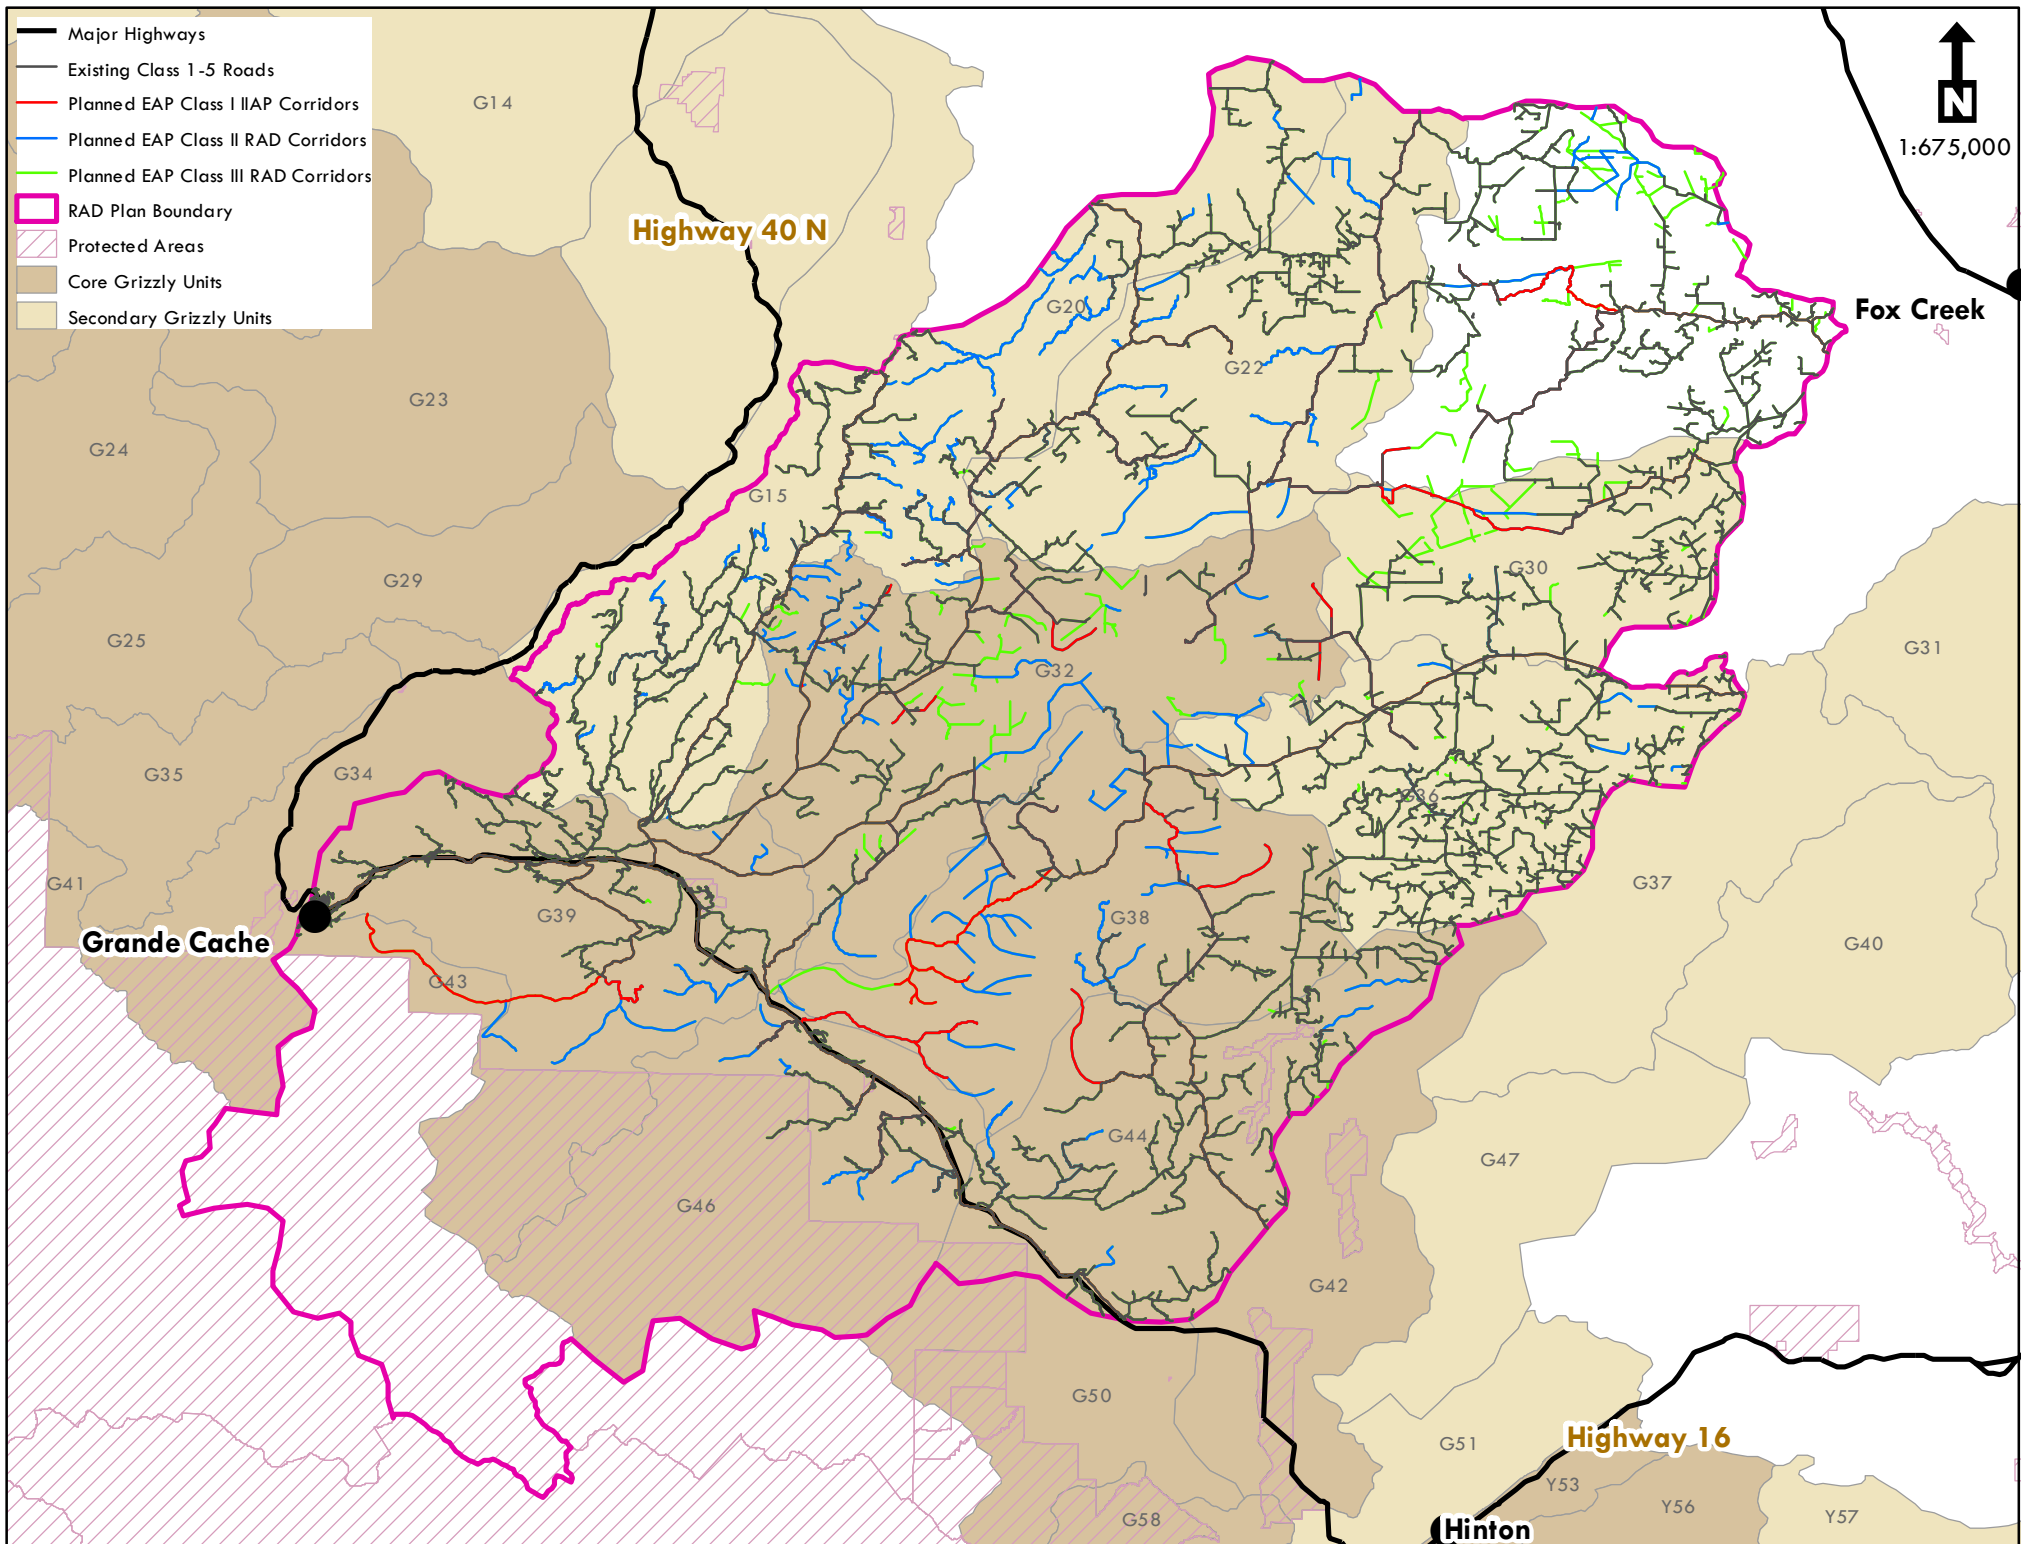 Major Highways
Existing Class 1-5 Roads
Planned EAP Class I IIAP Corridors
Planned EAP Class II RAD Corridors
Planned EAP Class III RAD Corridors
RAD Plan Boundary
Protected Areas
Core Grizzly Units
Secondary Grizzly Units
N
1:675,000
G14
Highway 40 N
G20
Fox Creek
G22
G23
G24
G15
G29
G30
G25
G31
G32
G35
G34
G36
G41
G37
G39
G38
Grande Cache
G40
G43
G44
G47
G46
G42
G50
G51
Highway 16
Y53
Y56
Y57
G58
Hinton